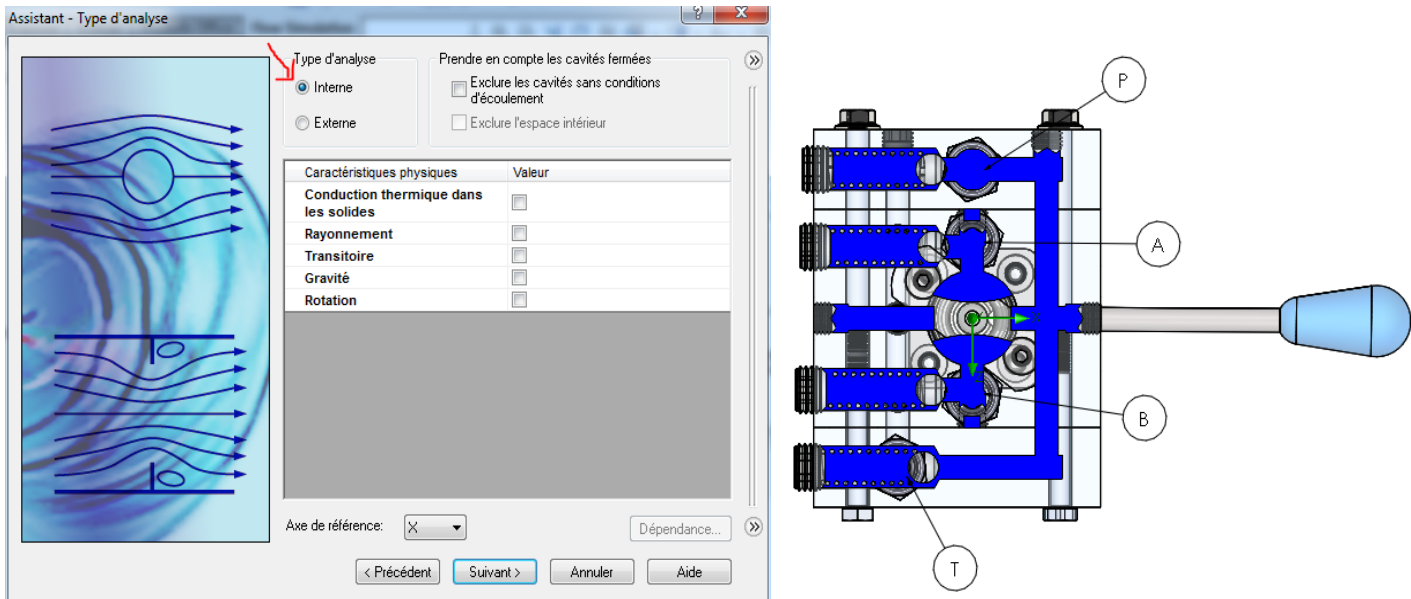 Assistant - Type d'analyse
Flow Simulation
Type d'analyse
Interne
Externe
Prendre en compte les cavités fermées
Exclure les cavités sans conditions
d'écoulement
Exclure l'espace intérieur
Caractéristiques physiques Valeur
Conduction thermique dans
les solides
Rayonnement
Transitoire
Gravité
Rotation
Axe de référence: X
Dépendance...
< Précédent Suivant > Annuler Aide
P
A
B
T